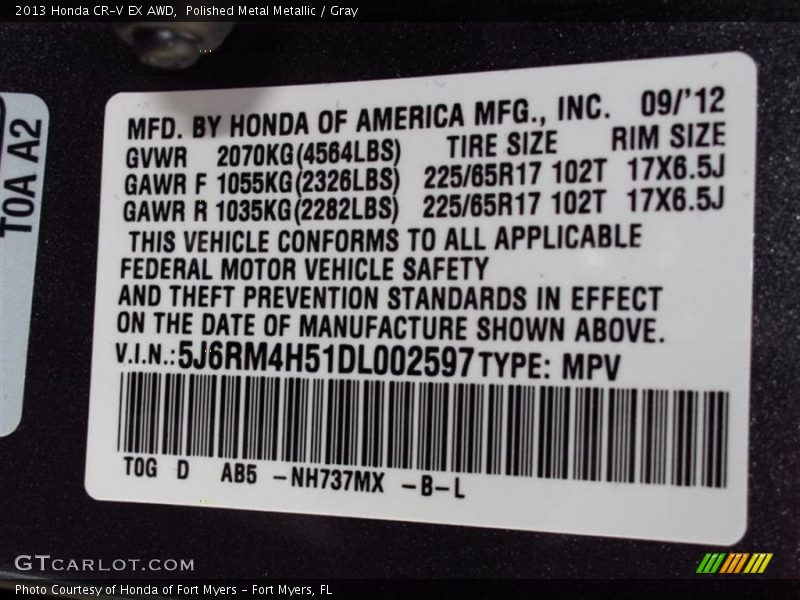 2013 Honda CR-V EX AWD,  Polished Metal Metallic / Gray
T0A A2
MFD. BY HONDA OF AMERICA MFG., INC. 09/'12
GVWR 2070KG(4564LBS) TIRE SIZE RIM SIZE
GAWR F 1055KG(2326LBS) 225/65R17 102T 17X6.5J
GAWR R 1035KG(2282LBS) 225/65R17 102T 17X6.5J
THIS VEHICLE CONFORMS TO ALL APPLICABLE
FEDERAL MOTOR VEHICLE SAFETY
AND THEFT PREVENTION STANDARDS IN EFFECT
ON THE DATE OF MANUFACTURE SHOWN ABOVE.
V.I.N.:5J6RM4H51DL002597 TYPE: MPV
T0G D AB5 -NH737MX -B-L
GTCARLOT.COM
Photo Courtesy of Honda of Fort Myers - Fort Myers, FL